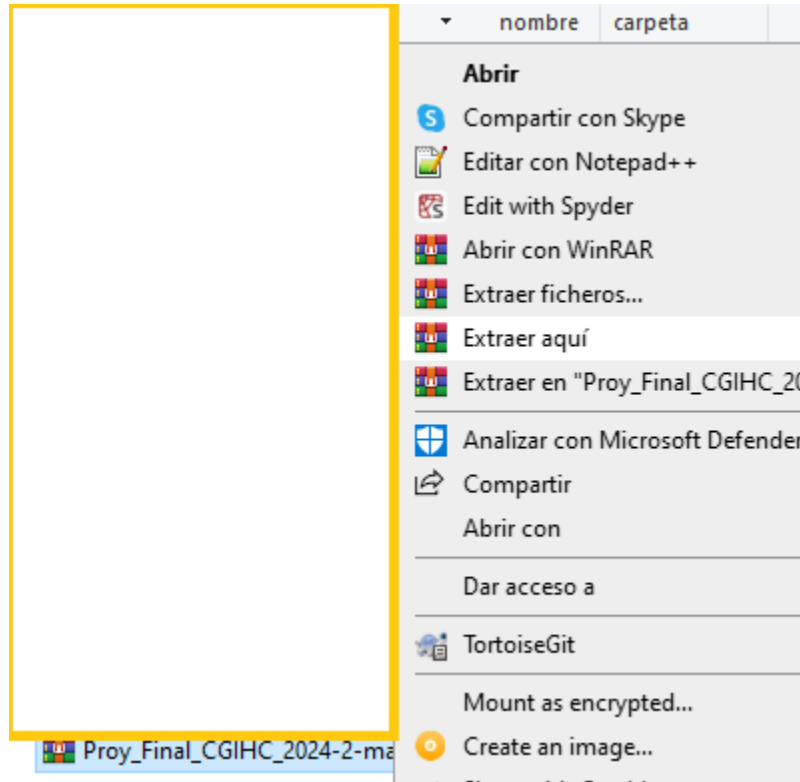 nombre carpeta
Abrir
Compartir con Skype
Editar con Notepad++
Edit with Spyder
Abrir con WinRAR
Extraer ficheros...
Extraer aquí
Extraer en "Proy_Final_CGIHC_20
Analizar con Microsoft Defender
Compartir
Abrir con
Dar acceso a
TortoiseGit
Mount as encrypted...
Proy_Final_CGIHC_2024-2-ma
Create an image...